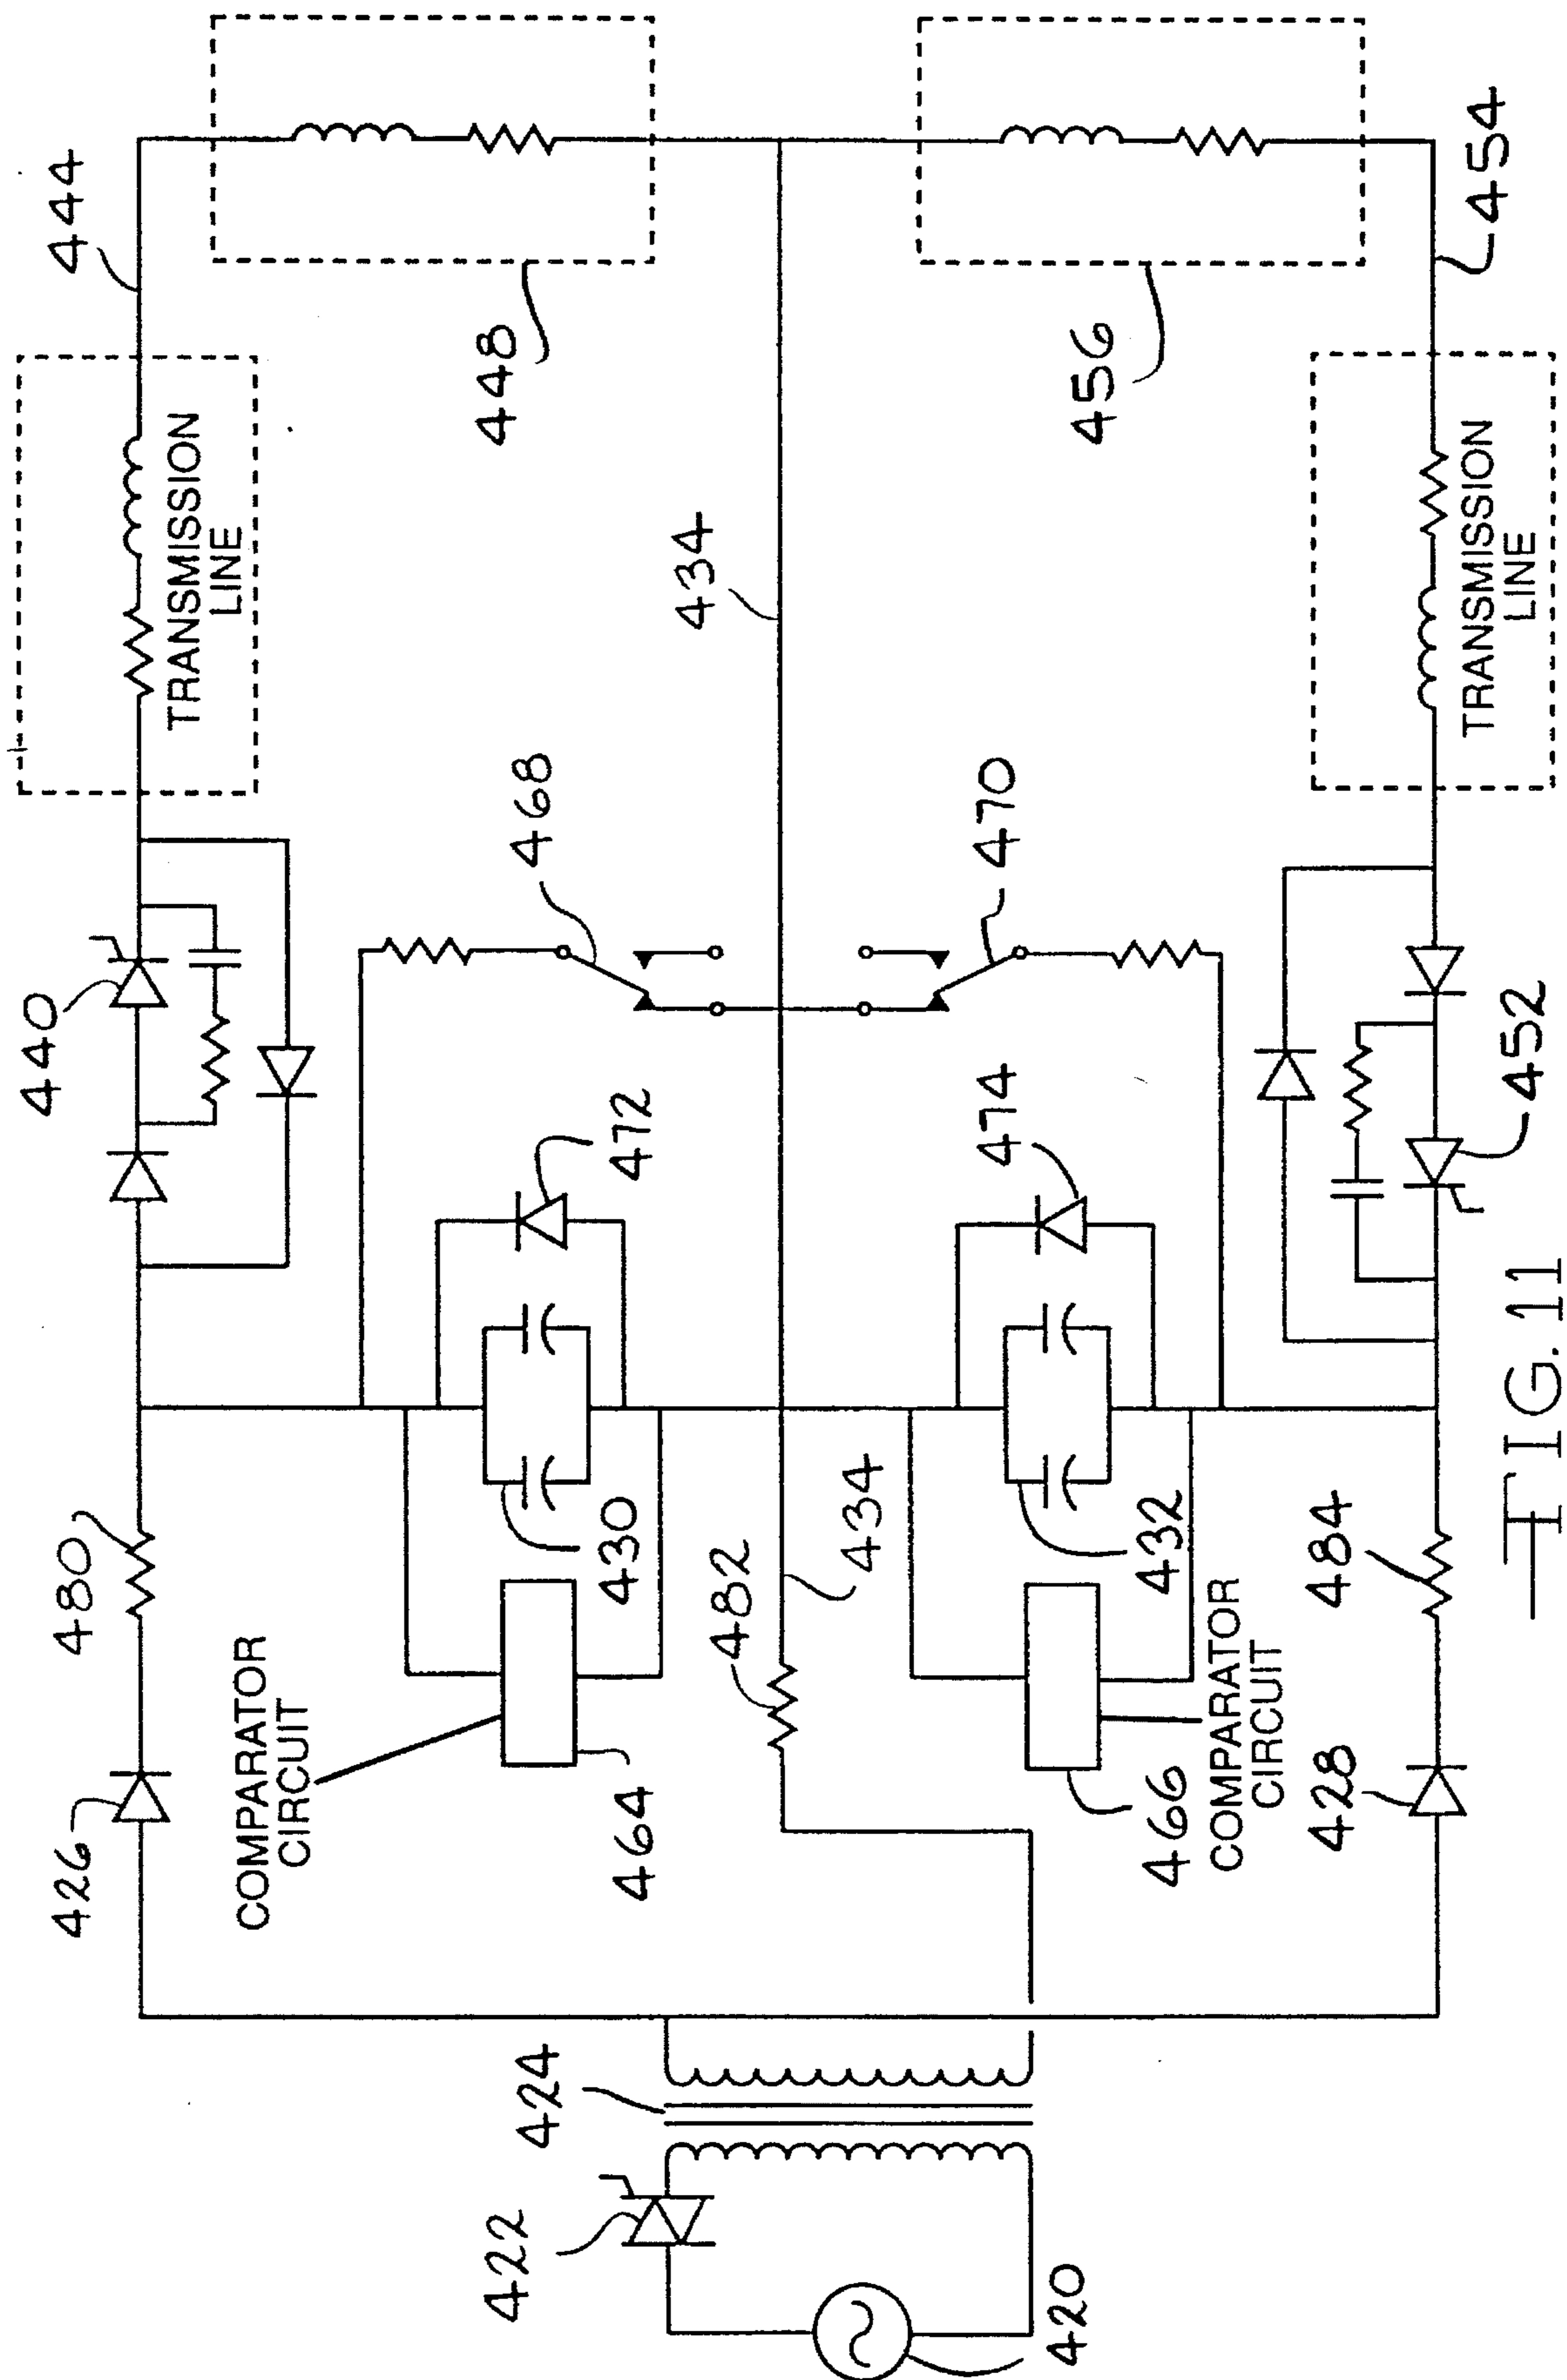 444
TRANSMISSION
LINE
448
440
468
434
472
480
426
COMPARATOR
CIRCUIT
464
430
482
434
424
422
420
470
474
432
466
COMPARATOR
CIRCUIT
428
484
452
456
TRANSMISSION
LINE
454
FIG. 11